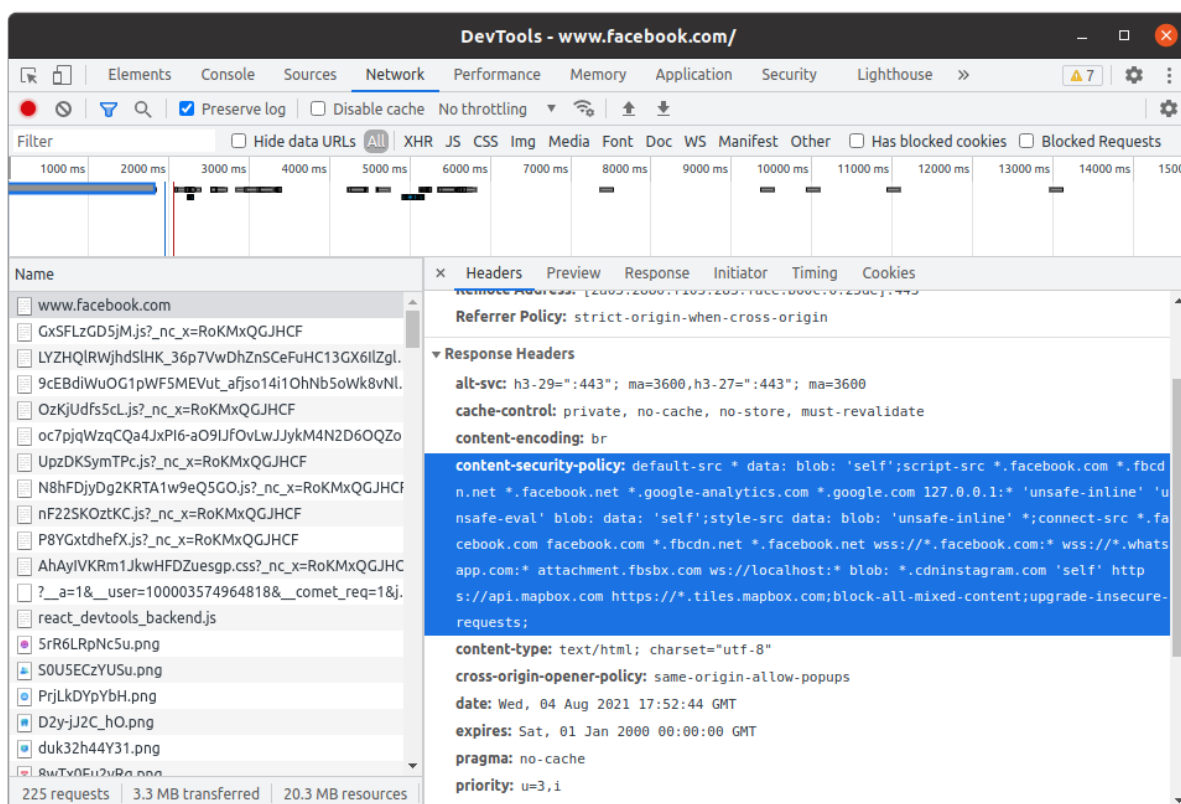 DevTools - www.facebook.com/
Elements Console Sources Network Performance Memory Application Security Lighthouse » 7
Preserve log Disable cache No throttling
Filter Hide data URLs All XHR JS CSS Img Media Font Doc WS Manifest Other Has blocked cookies Blocked Requests
1000 ms 2000 ms 3000 ms 4000 ms 5000 ms 6000 ms 7000 ms 8000 ms 9000 ms 10000 ms 11000 ms 12000 ms 13000 ms 14000 ms 1500
Name
www.facebook.com
GxSFLzGD5jM.js?_nc_x=RoKMxQGJHCF
LYZHQlRWjhdSlHK_36p7VwDhZnSCeFuHC13GX6IlZgl.
9cEBdiWuOG1pWF5MEVut_afjso14i1OhNb5oWk8vNl.
OzKjUdfs5cL.js?_nc_x=RoKMxQGJHCF
oc7pjqWzqCQa4JxPI6-aO9IJfOvLwJJykM4N2D6OQZo
UpzDKSymTPc.js?_nc_x=RoKMxQGJHCF
N8hFDjyDg2KRTA1w9eQ5GO.js?_nc_x=RoKMxQGJHCF
nF22SKOztKC.js?_nc_x=RoKMxQGJHCF
P8YGxtdhefX.js?_nc_x=RoKMxQGJHCF
AhAyIVKRm1JkwHFDZuesgp.css?_nc_x=RoKMxQGJHC
?__a=1&__user=100003574964818&__comet_req=1&j.
react_devtools_backend.js
5rR6LRpNc5u.png
S0U5ECzYUSu.png
PrjLkDYpYbH.png
D2y-jJ2C_hO.png
duk32h44Y31.png
225 requests 3.3 MB transferred 20.3 MB resources
× Headers Preview Response Initiator Timing Cookies
Referrer Policy: strict-origin-when-cross-origin
Response Headers
alt-svc: h3-29=":443"; ma=3600,h3-27=":443"; ma=3600
cache-control: private, no-cache, no-store, must-revalidate
content-encoding: br
content-security-policy: default-src * data: blob: 'self';script-src *.facebook.com *.fbcd
n.net *.facebook.net *.google-analytics.com *.google.com 127.0.0.1:* 'unsafe-inline' 'u
nsafe-eval' blob: data: 'self';style-src data: blob: 'unsafe-inline' *;connect-src *.fa
cebook.com facebook.com *.fbcdn.net *.facebook.net wss://*.facebook.com:* wss://*.whats
app.com:* attachment.fbsbx.com ws://localhost:* blob: *.cdninstagram.com 'self' http
s://api.mapbox.com https://*.tiles.mapbox.com;block-all-mixed-content;upgrade-insecure-
requests;
content-type: text/html; charset="utf-8"
cross-origin-opener-policy: same-origin-allow-popups
date: Wed, 04 Aug 2021 17:52:44 GMT
expires: Sat, 01 Jan 2000 00:00:00 GMT
pragma: no-cache
priority: u=3,i